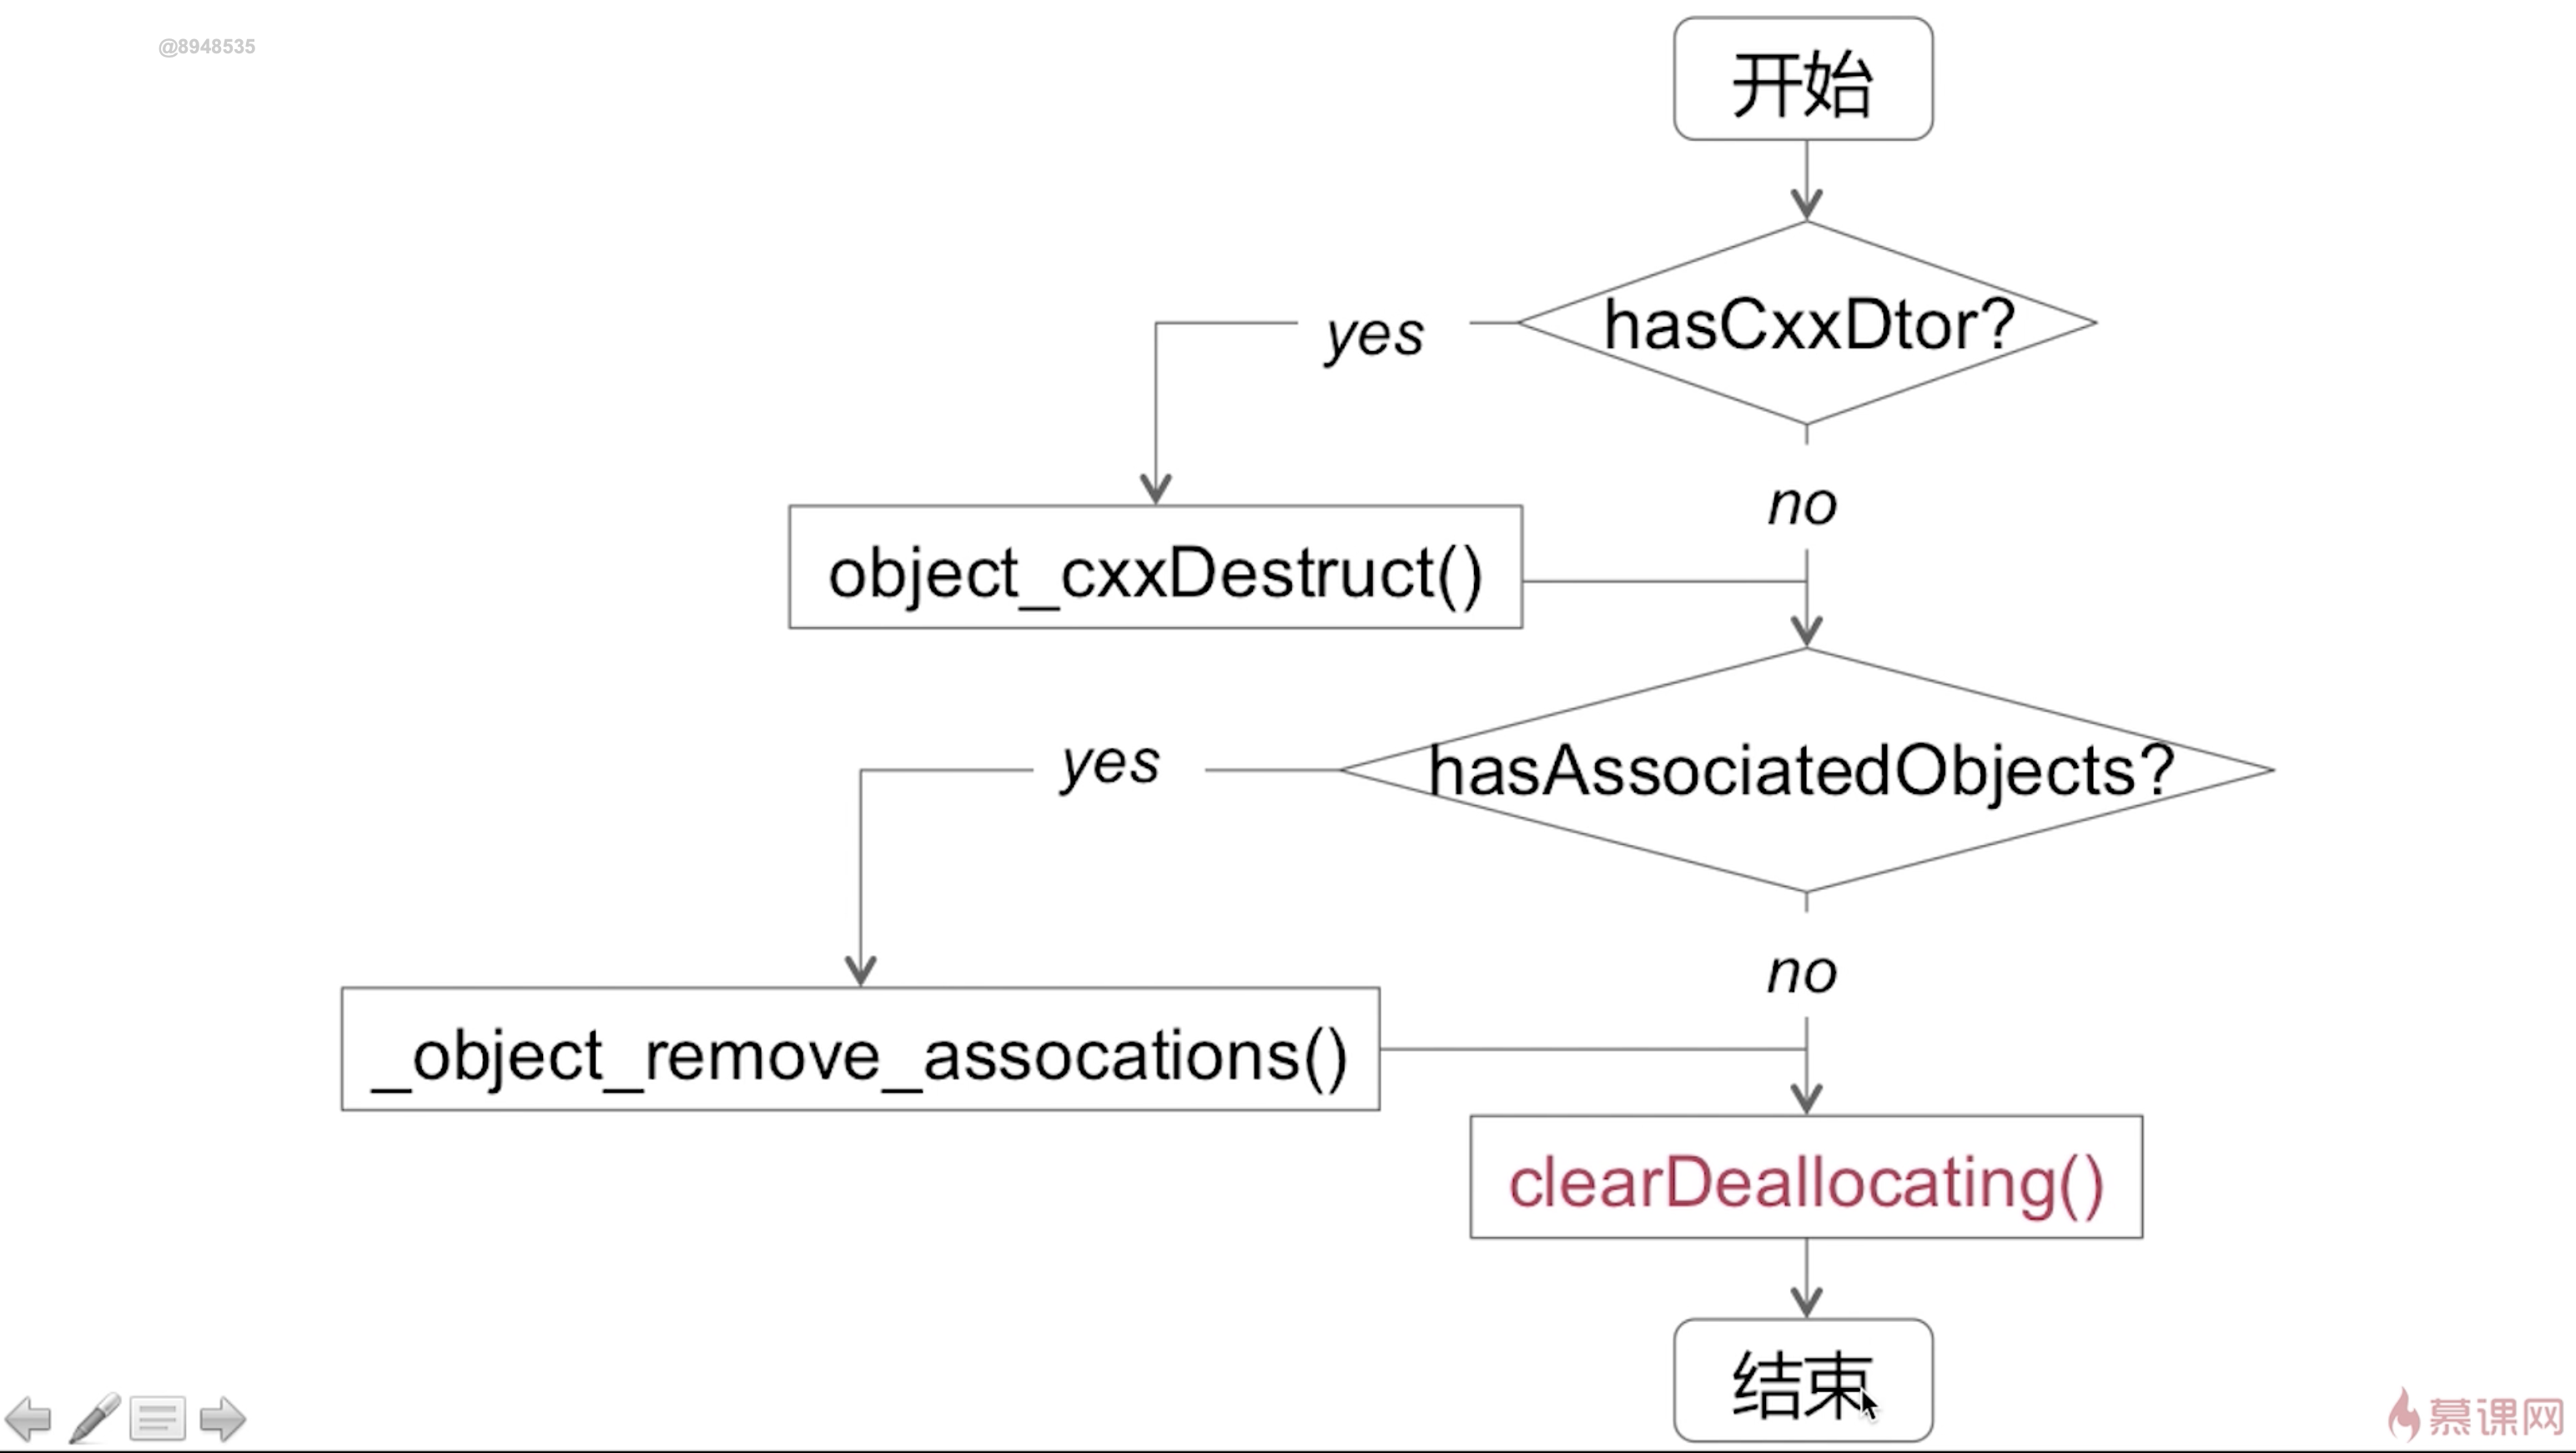 @8948535
开始
hasCxxDtor?
yes
no
object_cxxDestruct()
hasAssociatedObjects?
yes
no
_object_remove_assocations()
clearDeallocating()
结束
慕课网